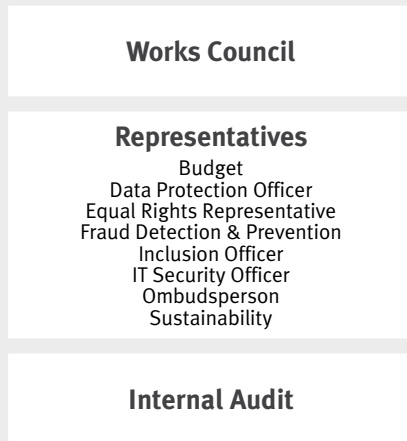 Works Council
Representatives
Budget
Data Protection Officer
Equal Rights Representative
Fraud Detection & Prevention
Inclusion Officer
IT Security Officer
Ombudsperson
Sustainability
Internal Audit